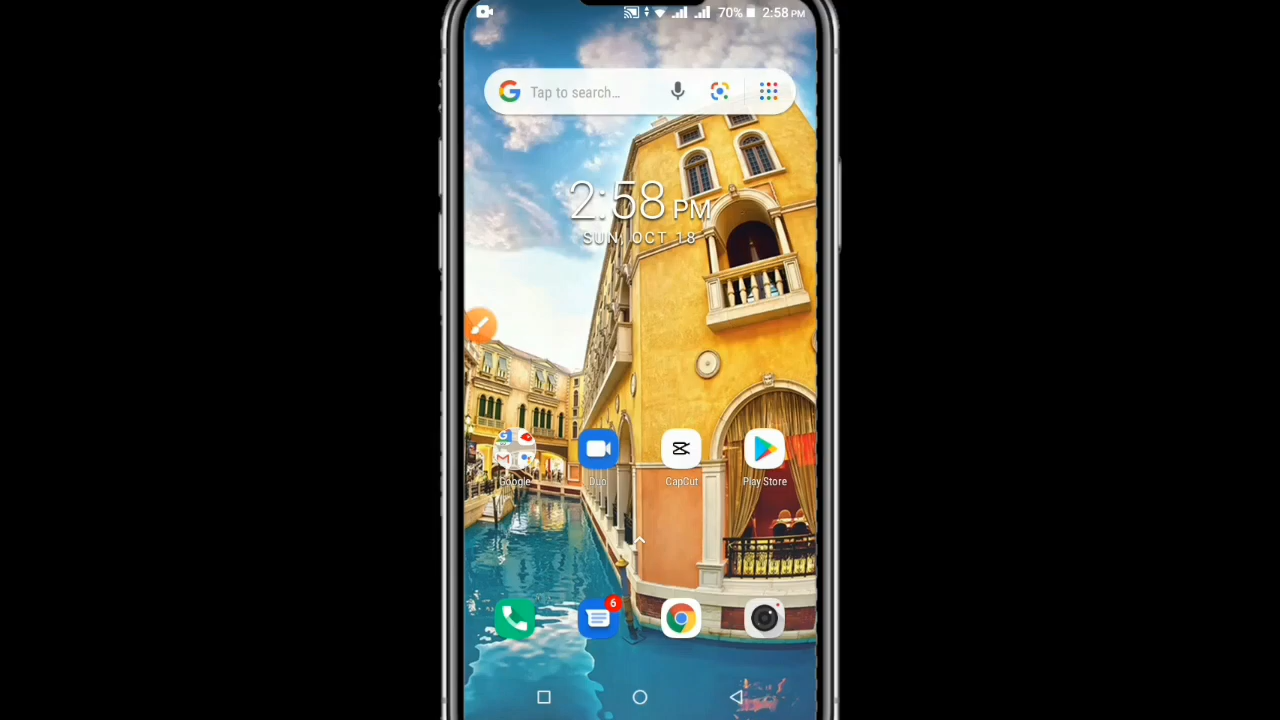 70% 2:58 PM
Tap to search...
2:58 PM
SUN, OCT 18
Google Duo CapCut Play Store
6